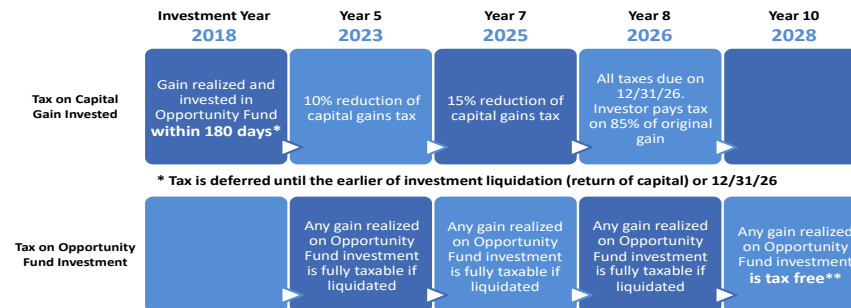 Investment Year
2018
Year 5
2023
Year 7
2025
Year 8
2026
Year 10
2028
Tax on Capital
Gain Invested
Gain realized and
invested in
Opportunity Fund
within 180 days*
10% reduction of
capital gains tax
15% reduction of
capital gains tax
All taxes due on
12/31/26.
Investor pays tax
on 85% of original
gain
* Tax is deferred until the earlier of investment liquidation (return of capital) or 12/31/26
Tax on Opportunity
Fund Investment
Any gain realized
on Opportunity
Fund investment
is fully taxable if
liquidated
Any gain realized
on Opportunity
Fund investment
is fully taxable if
liquidated
Any gain realized
on Opportunity
Fund investment
is fully taxable if
liquidated
Any gain realized
on Opportunity
Fund investment
is tax free**